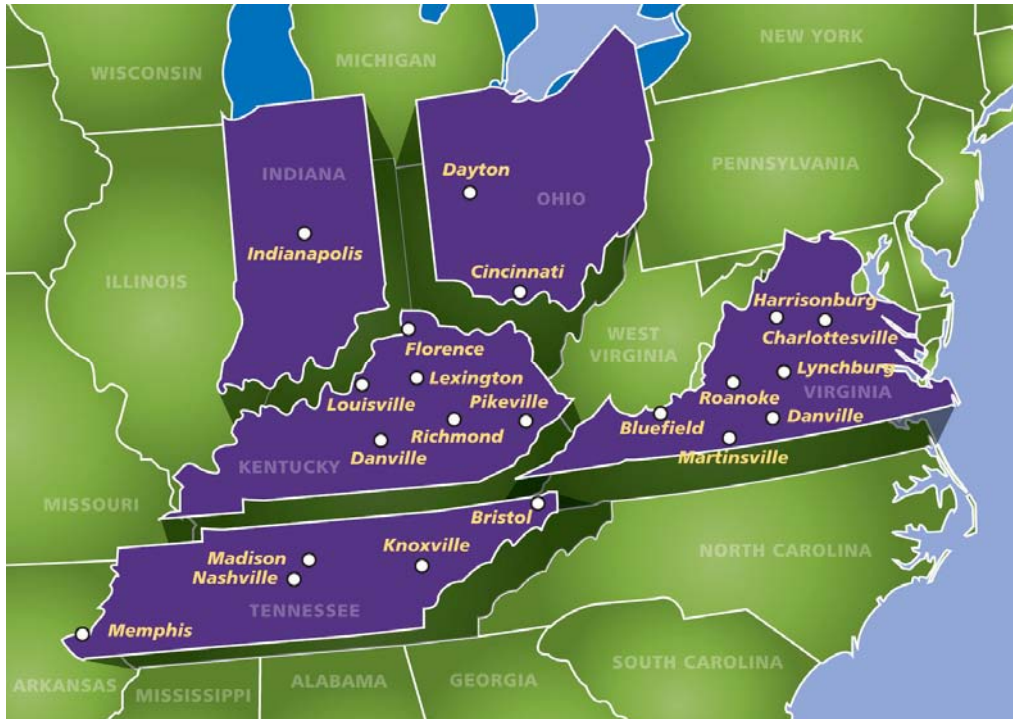 NEW YORK
MICHIGAN
WISCONSIN
PENNSYLVANIA
INDIANA
Dayton
OHIO
Indianapolis
Cincinnati
ILLINOIS
Harrisonburg
WEST
VIRGINIA
Charlottesville
Florence
Lexington
Lynchburg
Louisville
Pikeville
Roanoke
VIRGINIA
Richmond
Bluefield
Danville
Danville
Martinsville
KENTUCKY
MISSOURI
Bristol
Knoxville
NORTH CAROLINA
Madison
Nashville
TENNESSEE
Memphis
SOUTH CAROLINA
ARKANSAS
MISSISSIPPI
ALABAMA
GEORGIA